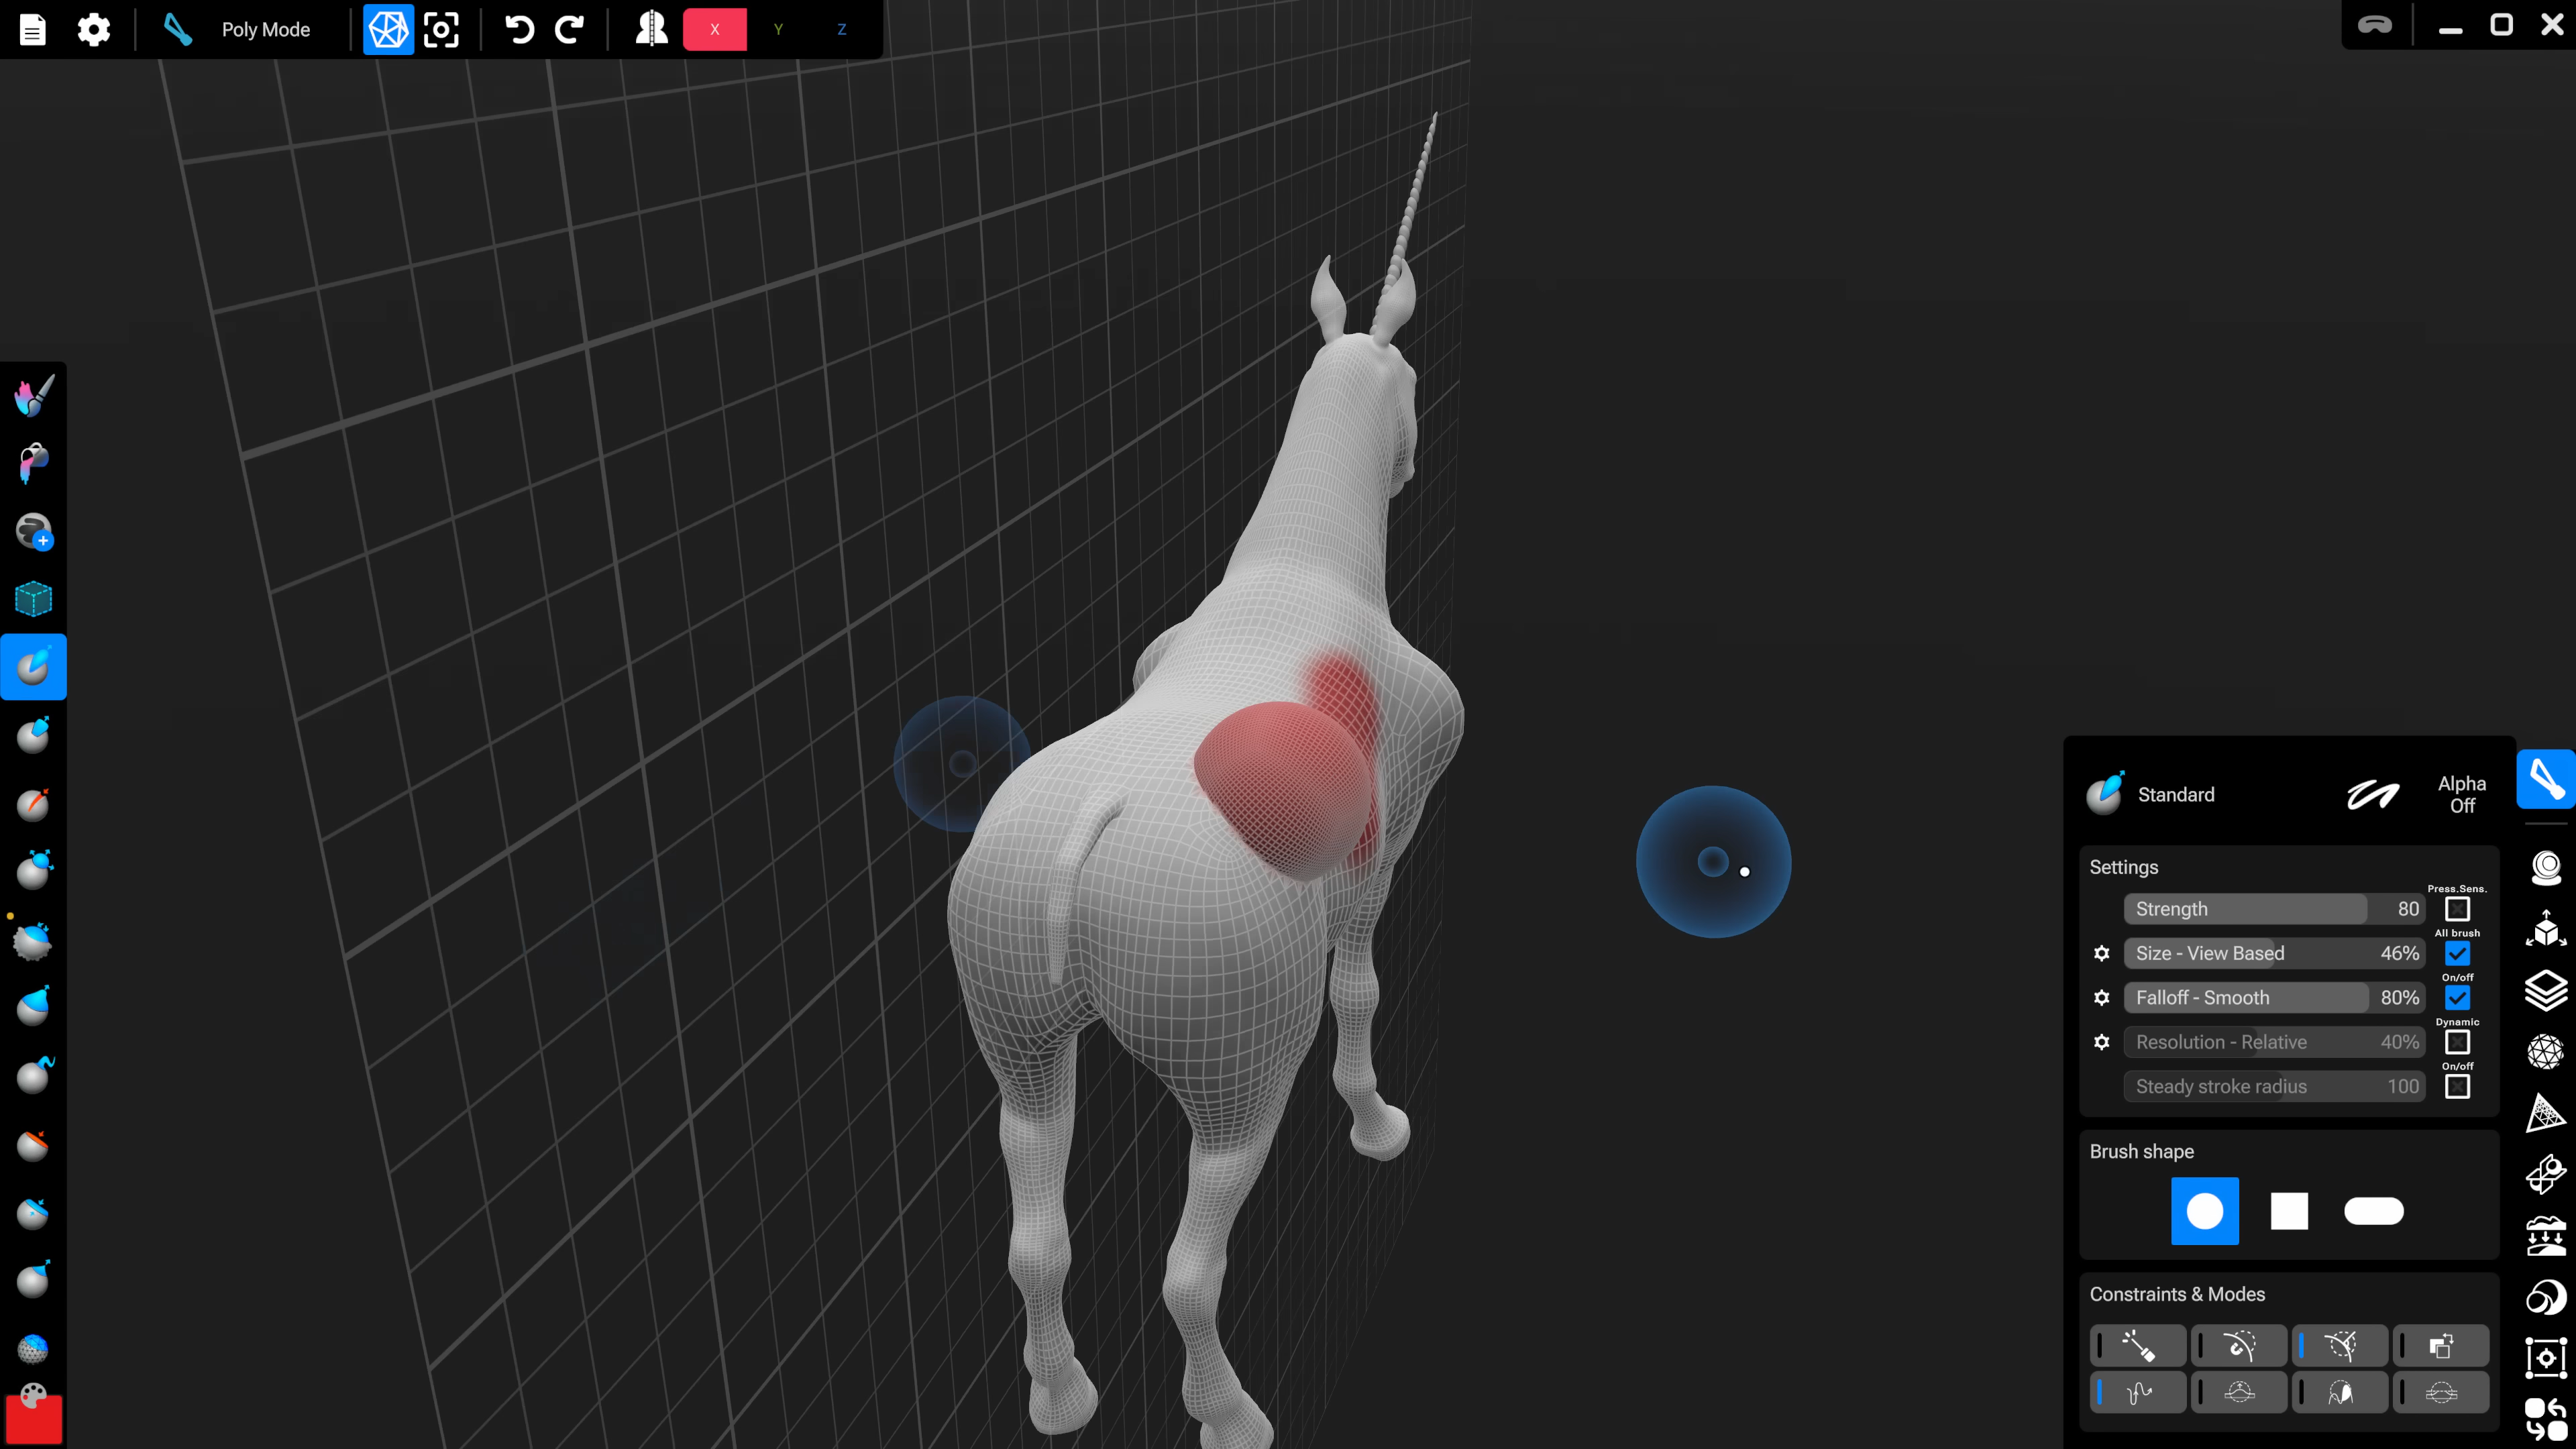 Poly Mode
X
Y
Z
Standard
Alpha
Off
Settings
Press.Sens.
Strength 80
All brush
Size - View Based 46%
On/off
Falloff - Smooth 80%
Dynamic
Resolution - Relative 40%
On/off
Steady stroke radius 100
Brush shape
Constraints & Modes